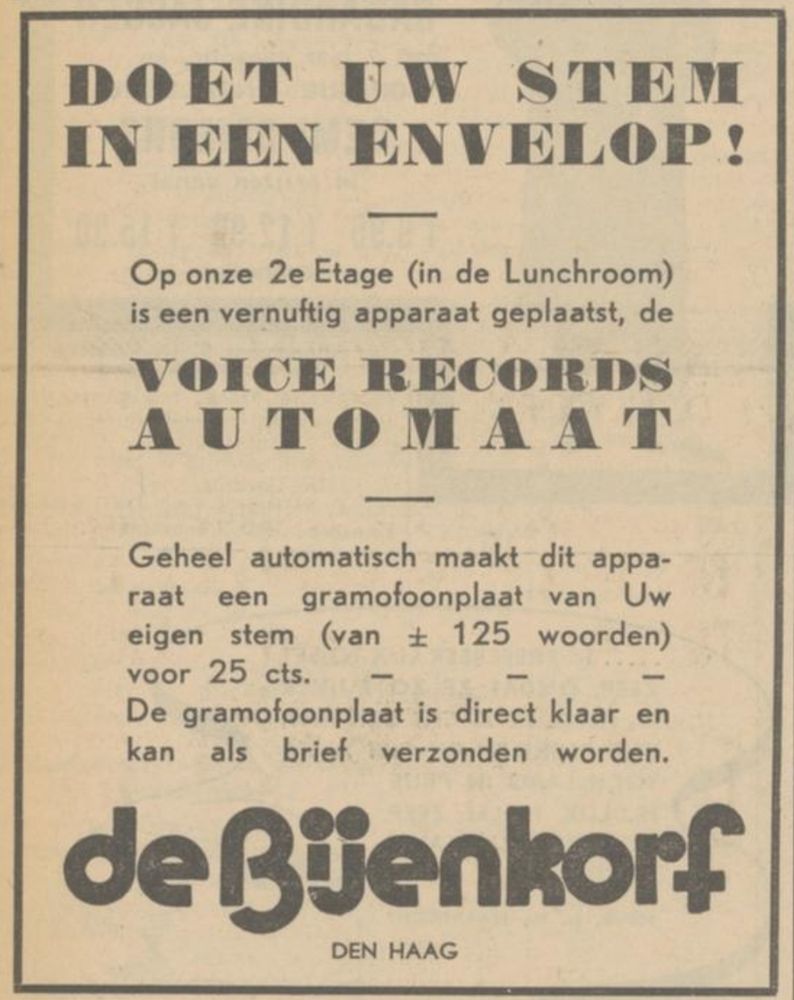 DOET UW STEM
IN EEN ENVELOP!
Op onze 2e Etage (in de Lunchroom)
is een vernuftig apparaat geplaatst, de
VOICE RECORDS
AUTOMAAT
Geheel automatisch maakt dit appa-
raat een gramofoonplaat van Uw
eigen stem (van ± 125 woorden)
voor 25 cts. — — —
De gramofoonplaat is direct klaar en
kan als brief verzonden worden.
de Bijenkorf
DEN HAAG